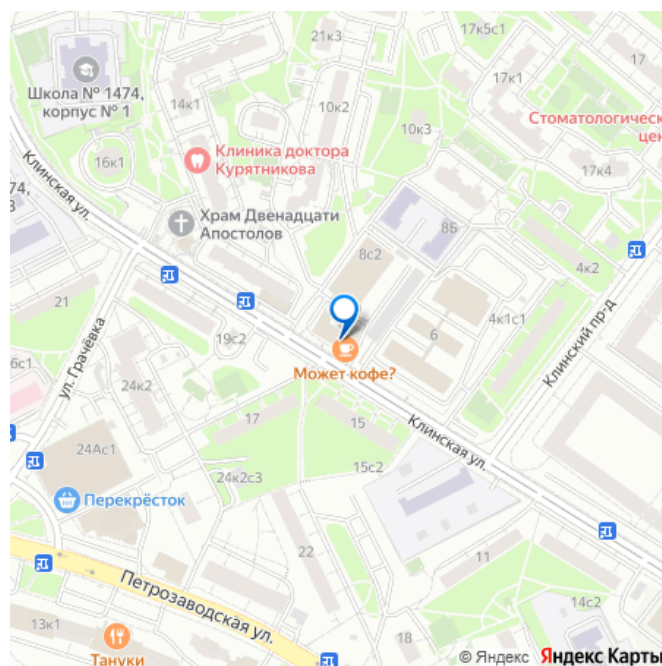 21к3
17к5с1
17
Школа № 1474,
корпус № 1
14к1
17к1
10к2
Стоматологическ
цен
10к3
Клиника доктора
Курятникова
16к1
17к4
Клинская ул.
74,
3
Храм Двенадцати
Апостолов
8Б
8с2
4к2
21
19с2
6
4к1с1
ул. Грачёвка
Клинский пр-д
6с1
24к2
Может кофе?
17
15
Клинская ул.
24Ас1
15с2
24к2с3
Перекрёсток
22
11
Петрозаводская ул.
14с2
13к1
18
Тануки
© Яндекс Яндекс Карты